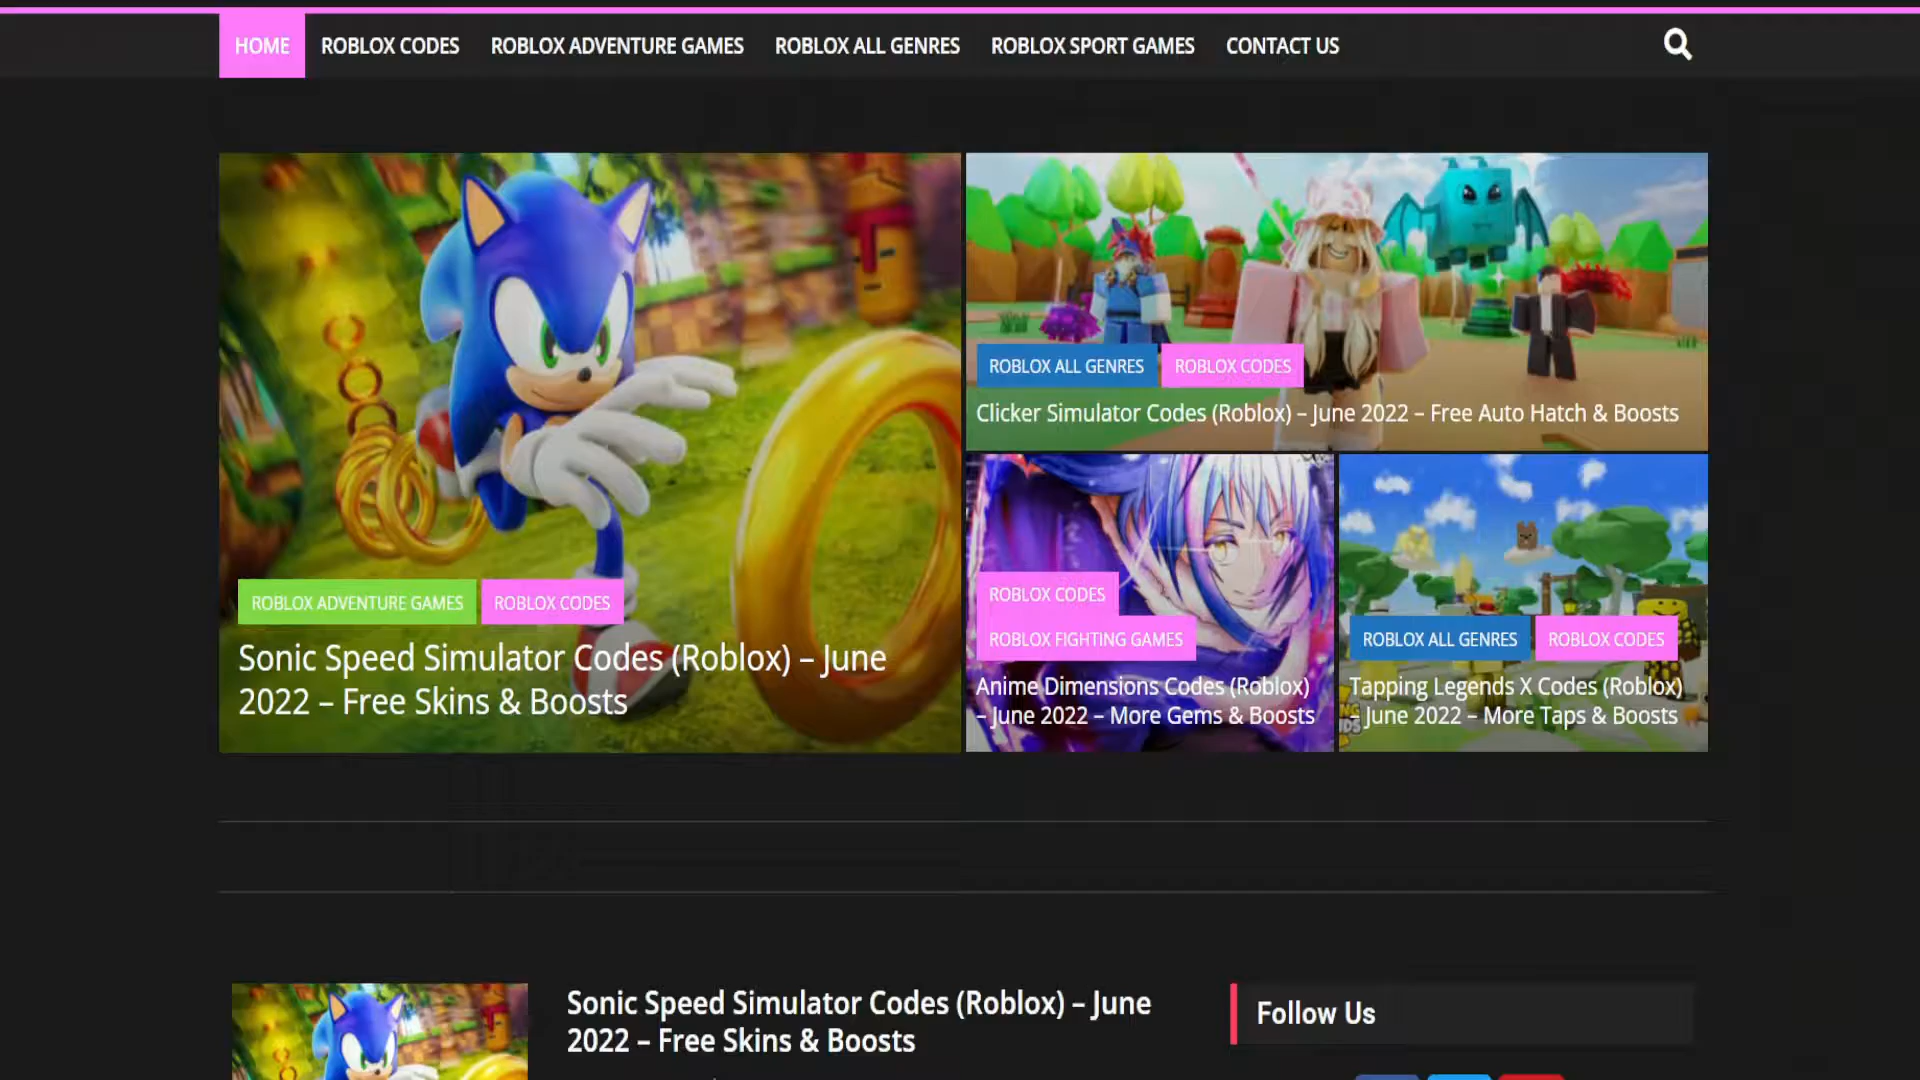 HOME ROBLOX CODES ROBLOX ADVENTURE GAMES ROBLOX ALL GENRES ROBLOX SPORT GAMES CONTACT US
ROBLOX ADVENTURE GAMES ROBLOX CODES
Sonic Speed Simulator Codes (Roblox) – June
2022 – Free Skins & Boosts
ROBLOX ALL GENRES ROBLOX CODES
Clicker Simulator Codes (Roblox) – June 2022 – Free Auto Hatch & Boosts
ROBLOX CODES
ROBLOX FIGHTING GAMES
Anime Dimensions Codes (Roblox)
– June 2022 – More Gems & Boosts
ROBLOX ALL GENRES ROBLOX CODES
Tapping Legends X Codes (Roblox)
– June 2022 – More Taps & Boosts
Sonic Speed Simulator Codes (Roblox) – June
2022 – Free Skins & Boosts
Follow Us